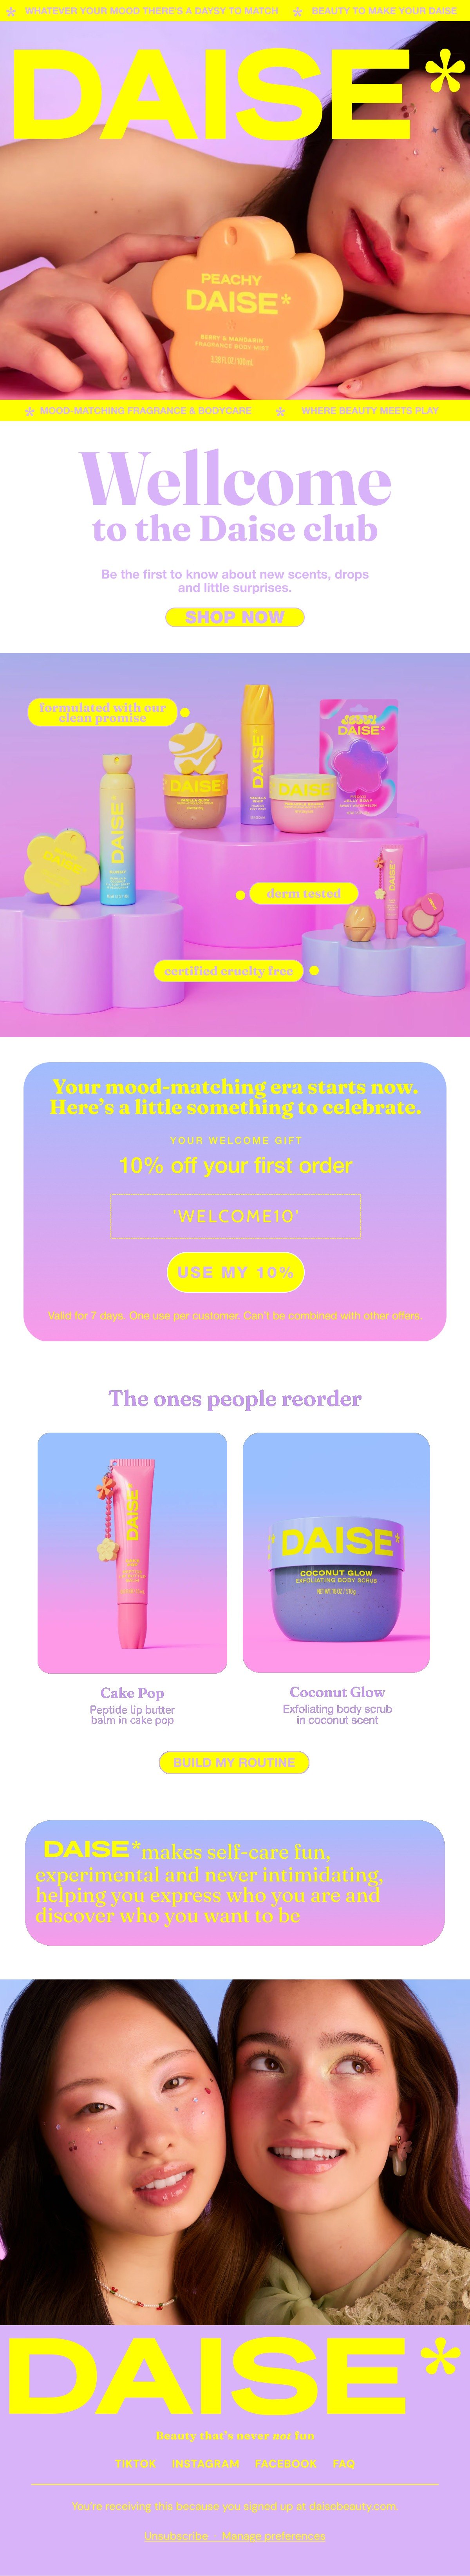 * WHATEVER YOUR MOOD THERE'S A DAYSY TO MATCH * BEAUTY TO MAKE YOUR DAISE
DAISE*
PEACHY
DAISE*
BERRY & MANDARIN
FRAGRANCE BODY MIST
* MOOD-MATCHING FRAGRANCE & BODYCARE * WHERE BEAUTY MEETS PLAY
Wellcome
to the Daise club
Be the first to know about new scents, drops
and little surprises.
SHOP NOW
formulated with our
clean promise
DAISE
DAISE
DAISE
DAISE
DAISE*
DAISE
derm tested
certified cruelty free
Your mood-matching era starts now.
Here's a little something to celebrate.
YOUR WELCOME GIFT
10% off your first order
'WELCOME10'
USE MY 10%
Valid for 7 days. One use per customer. Can't be combined with other offers.
The ones people reorder
DAISE*
*DAISE*
COCONUT GLOW
EXFOLIATING BODY SCRUB
NET WT. 18 OZ / 510g
Cake Pop
Peptide lip butter
balm in cake pop
Coconut Glow
Exfoliating body scrub
in coconut scent
BUILD MY ROUTINE
DAISE* makes self-care fun,
experimental and never intimidating,
helping you express who you are and
discover who you want to be
DAISE*
Beauty that's never not fun
TIKTOK INSTAGRAM FACEBOOK FAQ
You're receiving this because you signed up at daisebeauty.com.
Unsubscribe · Manage preferences